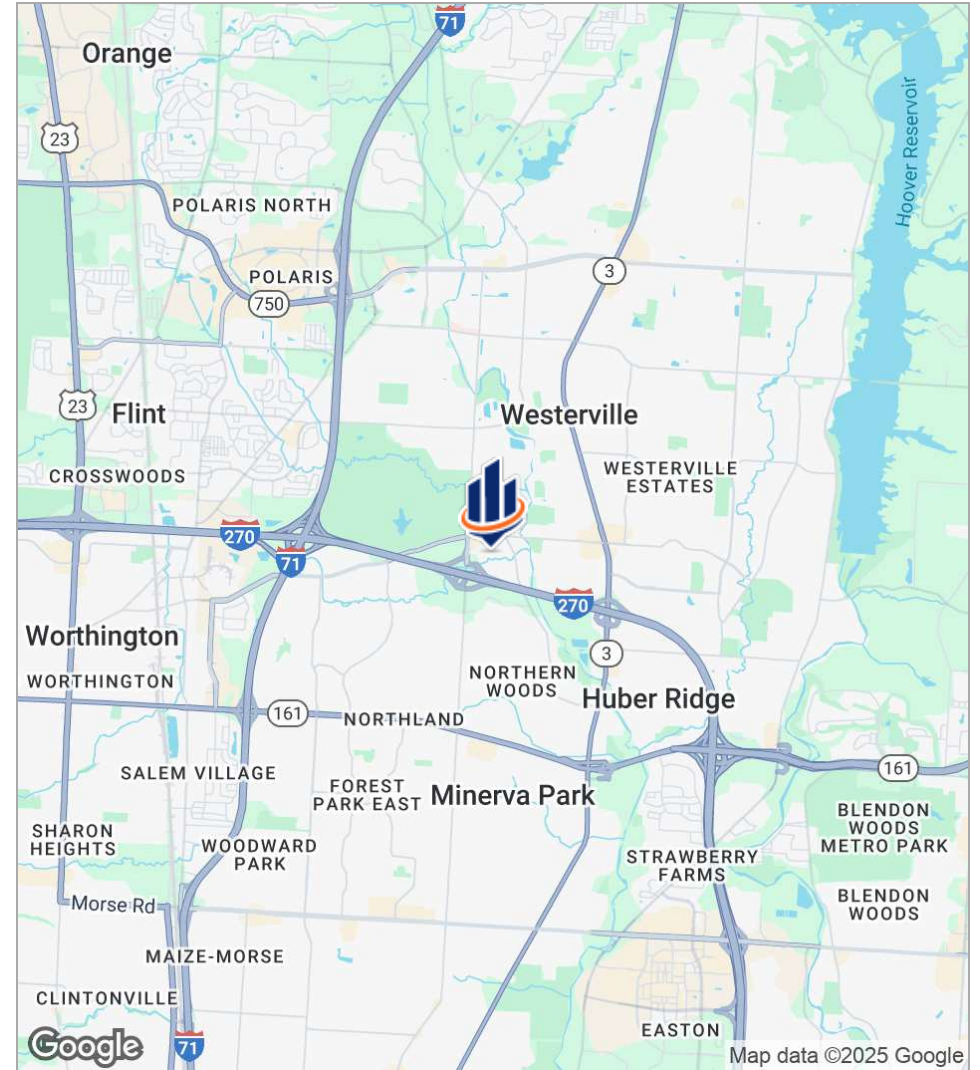 71
Orange
23
POLARIS NORTH
Hoover Reservoir
POLARIS
750
3
23
Flint
Westerville
CROSSWOODS
WESTERVILLE
ESTATES
270
71
270
Worthington
3
WORTHINGTON
NORTHERN
WOODS
Huber Ridge
161
NORTHLAND
161
SALEM VILLAGE
FOREST
PARK EAST
Minerva Park
BLENDON
WOODS
METRO PARK
SHARON
HEIGHTS
WOODWARD
PARK
STRAWBERRY
FARMS
BLENDON
WOODS
Morse Rd
MAIZE-MORSE
CLINTONVILLE
EASTON
71
Google
Map data ©2025 Google